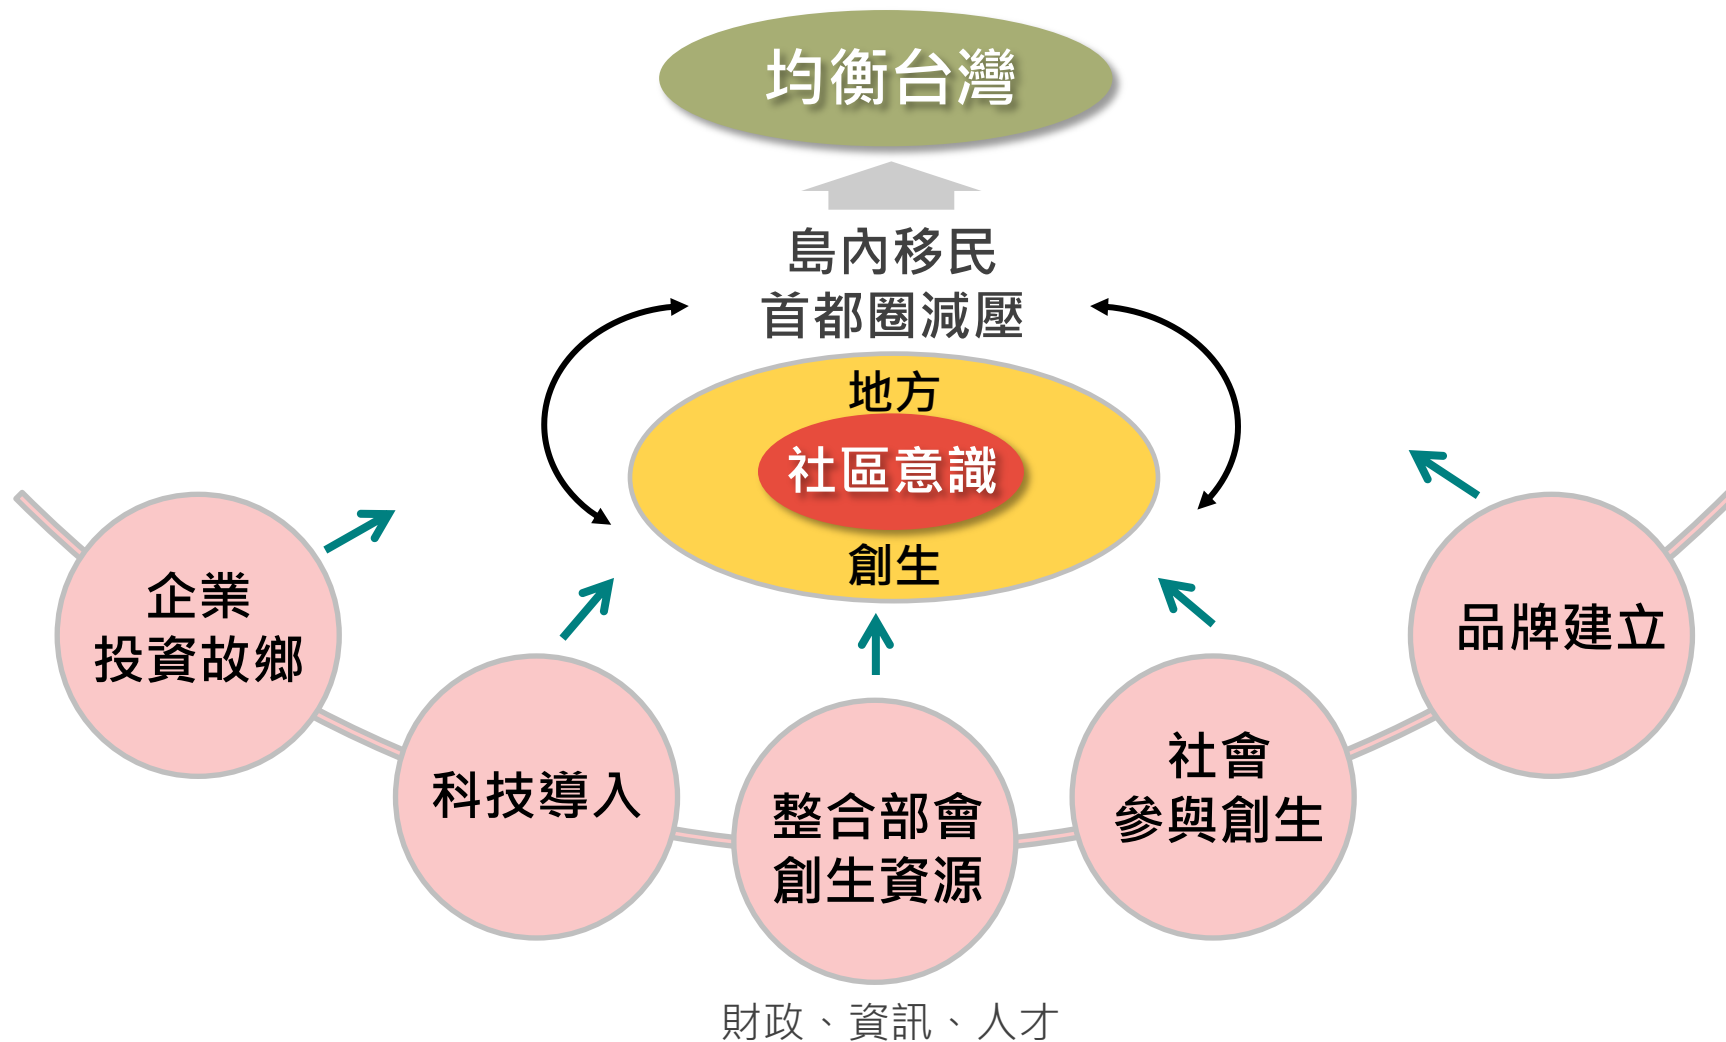 均衡台灣
島內移民
首都圈減壓
地方
社區意識
創生
企業
投資故鄉
科技導入
整合部會
創生資源
社會
參與創生
品牌建立
財政、資訊、人才